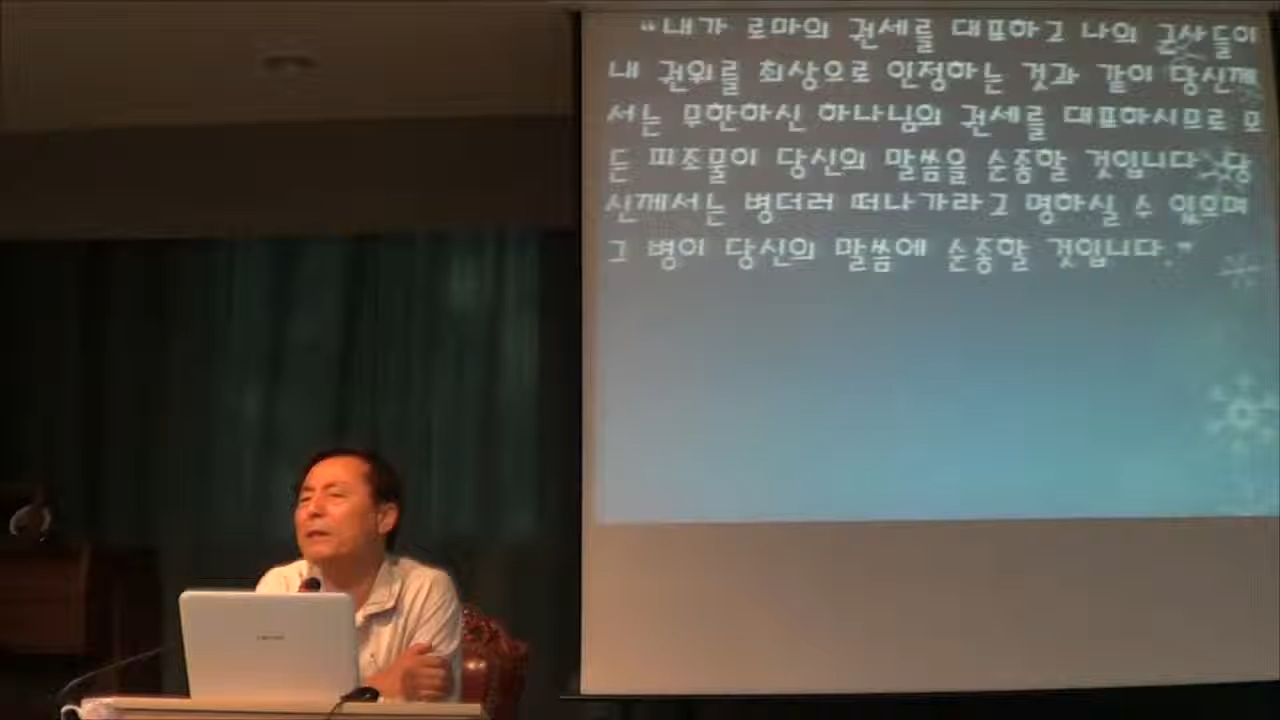 “내가 로마의 권세를 대표하고 나의 군사들이
내 권위를 최상으로 인정하는 것과 같이 당신께
서는 무한하신 하나님의 권세를 대표하시므로 모
든 피조물이 당신의 말씀을 순종할 것입니다. 당
신께서는 병더러 떠나가라고 명하실 수 있으며
그 병이 당신의 말씀에 순종할 것입니다.”